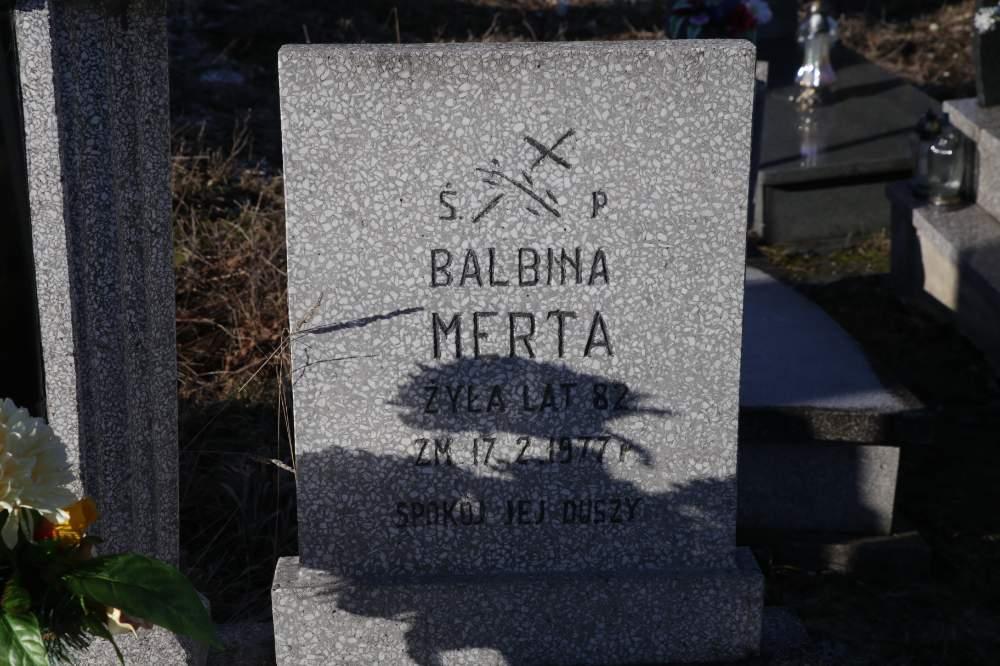 Ś. P
BALBINA
MERTA
ŻYŁA LAT 82
ZM 17.2.1977 R
SPOKÓJ JEJ DUSZY